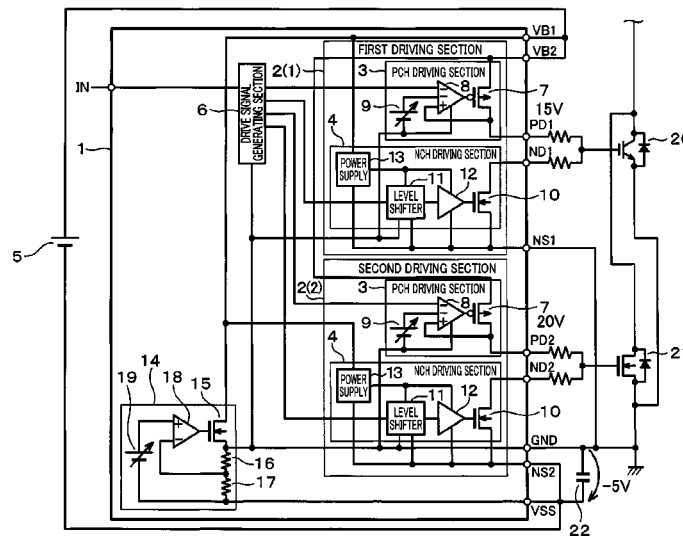 VB1
FIRST DRIVING SECTION
VB2
2(1)
3
PCH DRIVING SECTION
8
7
IN
6
DRIVE SIGNAL
GENERATING SECTION
9
15V
PD1
20
4
1
13
NCH DRIVING SECTION
ND1
POWER
SUPPLY
11
12
LEVEL
SHIFTER
10
5
NS1
SECOND DRIVING SECTION
2(2)
3
PCH DRIVING SECTION
8
7
9
20V
4
PD2
21
13
NCH DRIVING SECTION
ND2
14
POWER
SUPPLY
11
12
19
18
15
LEVEL
SHIFTER
10
GND
16
NS2
17
-5V
VSS
22